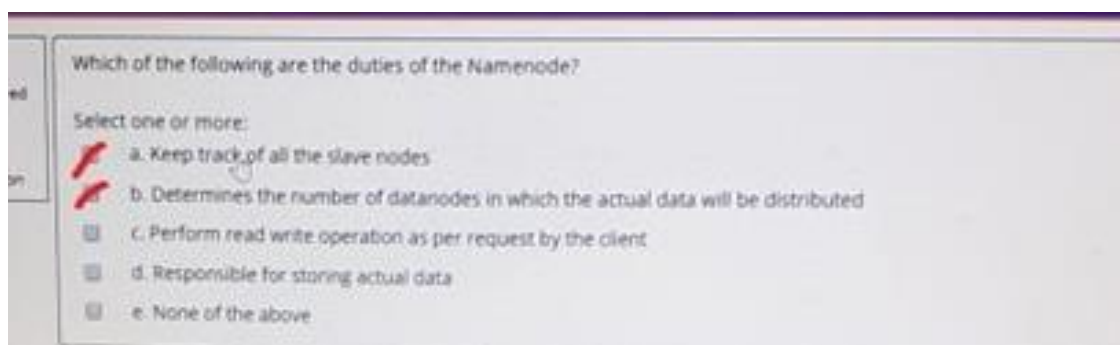 Which of the following are the duties of the Namenode?
ed
Select one or more:
a. Keep track of all the slave nodes
on
b. Determines the number of datanodes in which the actual data will be distributed
c. Perform read write operation as per request by the client
d. Responsible for storing actual data
e. None of the above